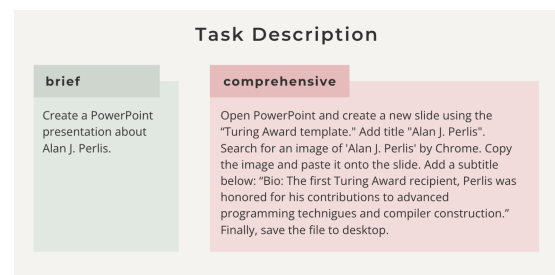 Task Description
brief
Create a PowerPoint
presentation about
Alan J. Perlis.
comprehensive
Open PowerPoint and create a new slide using the
“Turing Award template." Add title "Alan J. Perlis".
Search for an image of 'Alan J. Perlis' by Chrome. Copy
the image and paste it onto the slide. Add a subtitle
below: “Bio: The first Turing Award recipient, Perlis was
honored for his contributions to advanced
programming technigues and compiler construction.”
Finally, save the file to desktop.